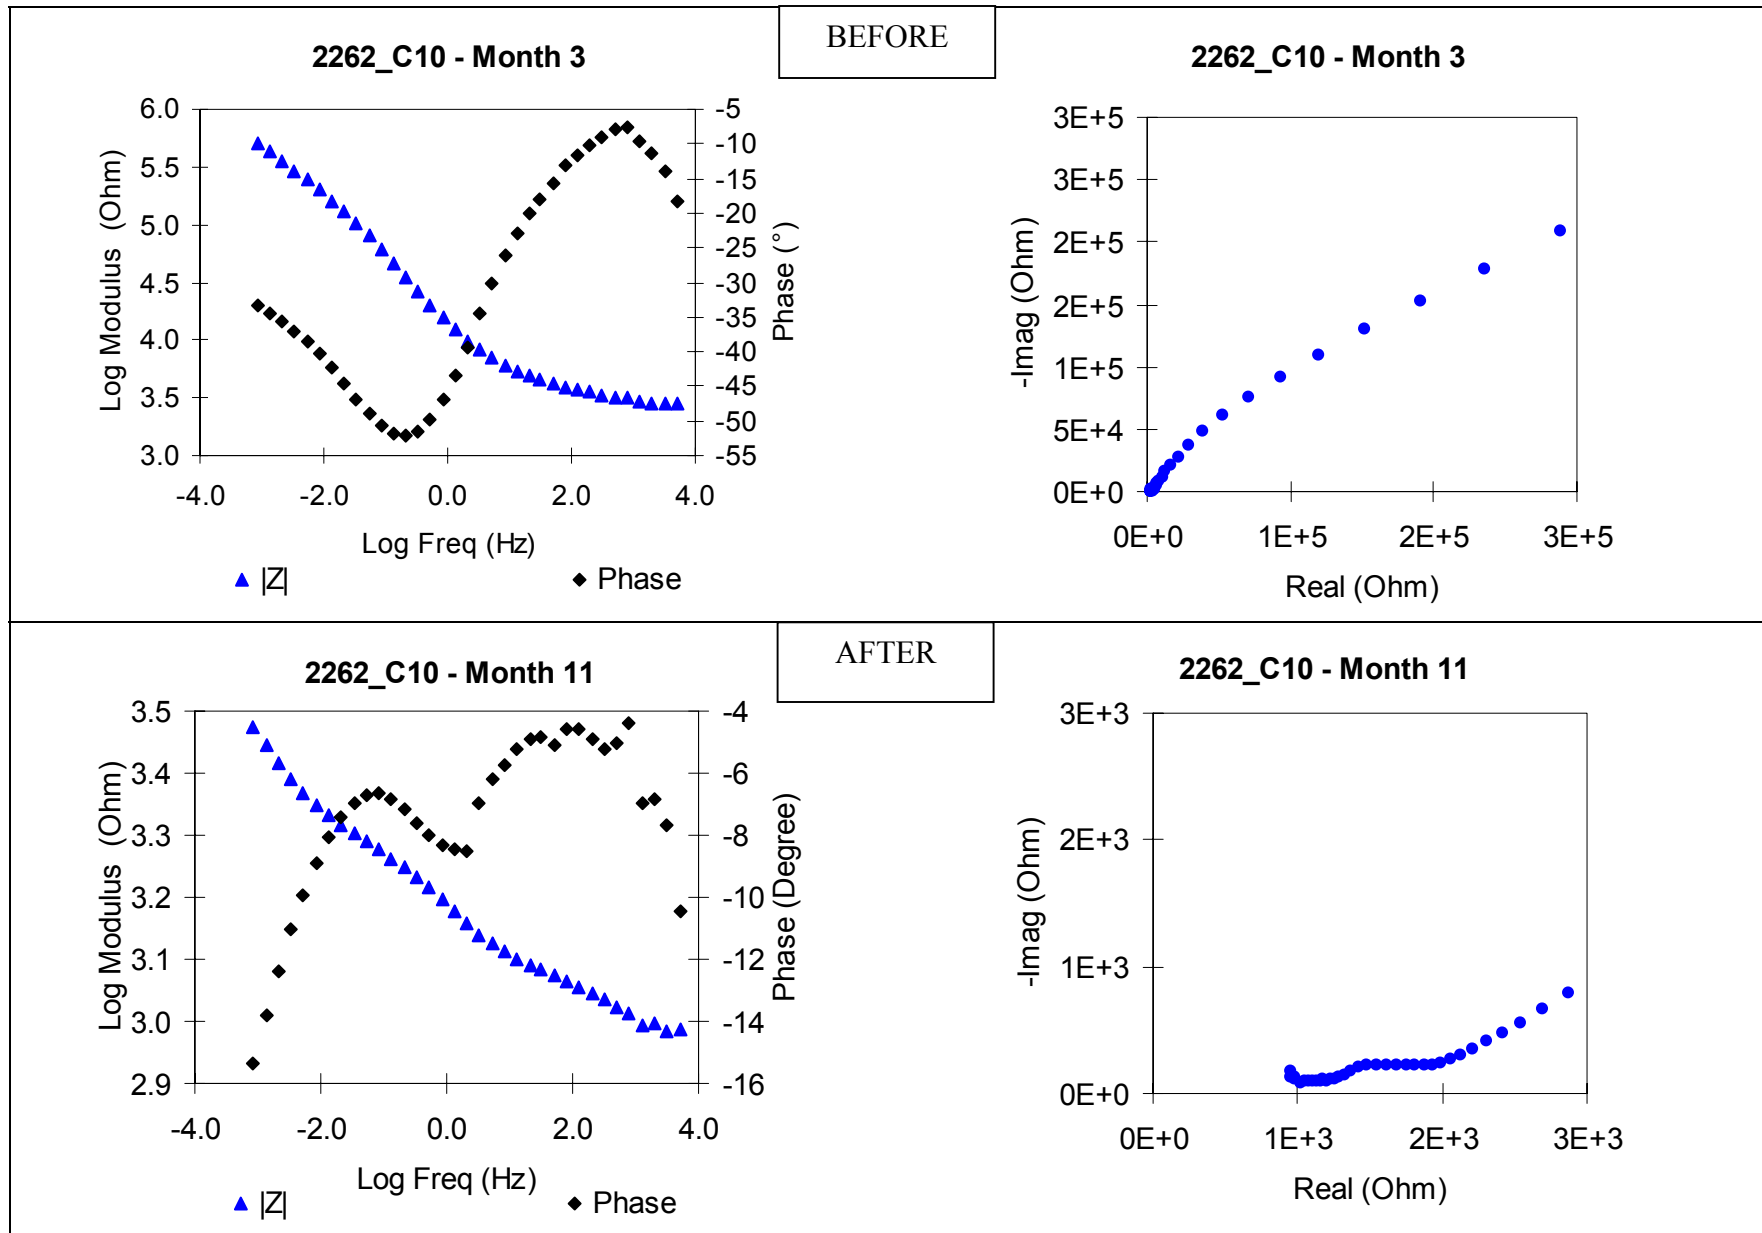 BEFORE
2262_C10 - Month 3
6.0
5.5
5.0
4.5
4.0
3.5
3.0
Log Modulus (Ohm)
-5
-10
-15
-20
-25
-30
-35
-40
-45
-50
-55
Phase (°)
-4.0 -2.0 0.0 2.0 4.0
Log Freq (Hz)
|Z| Phase
2262_C10 - Month 3
3E+5
3E+5
2E+5
2E+5
1E+5
5E+4
0E+0
-Imag (Ohm)
0E+0 1E+5 2E+5 3E+5
Real (Ohm)
AFTER
2262_C10 - Month 11
3.5
3.4
3.3
3.2
3.1
3.0
2.9
Log Modulus (Ohm)
-4
-6
-8
-10
-12
-14
-16
Phase (Degree)
-4.0 -2.0 0.0 2.0 4.0
Log Freq (Hz)
|Z| Phase
2262_C10 - Month 11
3E+3
2E+3
1E+3
0E+0
-Imag (Ohm)
0E+0 1E+3 2E+3 3E+3
Real (Ohm)